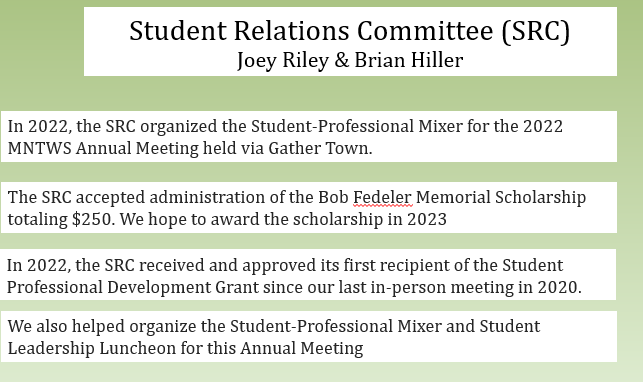 Student Relations Committee (SRC)
Joey Riley & Brian Hiller
In 2022, the SRC organized the Student-Professional Mixer for the 2022
MNTWS Annual Meeting held via Gather Town.
The SRC accepted administration of the Bob Fedeler Memorial Scholarship
totaling $250. We hope to award the scholarship in 2023
In 2022, the SRC received and approved its first recipient of the Student
Professional Development Grant since our last in-person meeting in 2020.
We also helped organize the Student-Professional Mixer and Student
Leadership Luncheon for this Annual Meeting